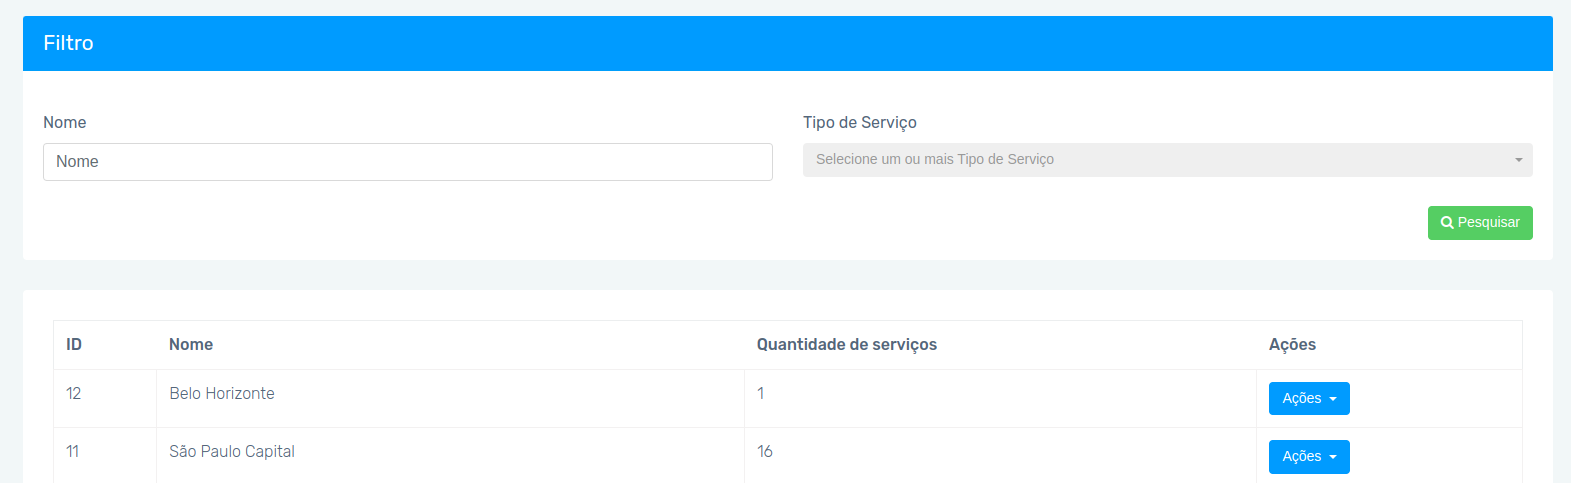 Filtro
Nome Tipo de Serviço
Nome Selecione um ou mais Tipo de Serviço
Pesquisar
ID Nome Quantidade de serviços Ações
12 Belo Horizonte 1 Ações
11 São Paulo Capital 16 Ações